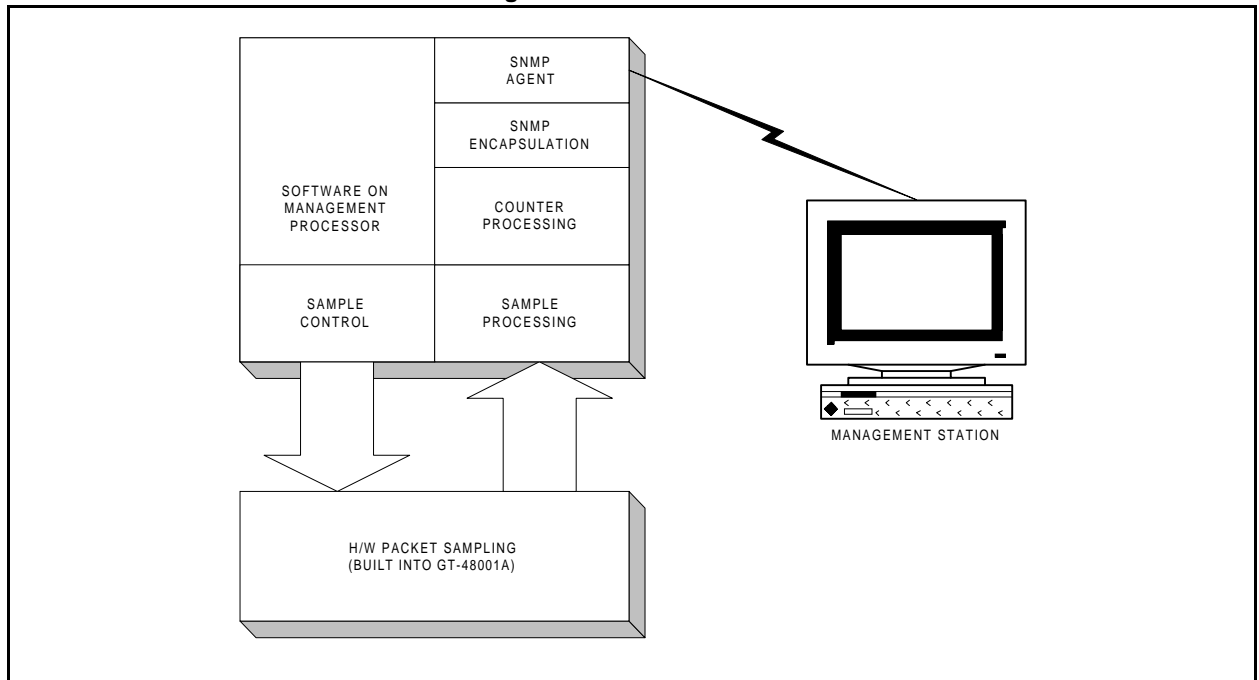 SNMP
AGENT
SNMP
ENCAPSULATION
SOFTWARE ON
MANAGEMENT
PROCESSOR
COUNTER
PROCESSING
SAMPLE
CONTROL
SAMPLE
PROCESSING
MANAGEMENT STATION
H/W PACKET SAMPLING
(BUILT INTO GT-48001A)